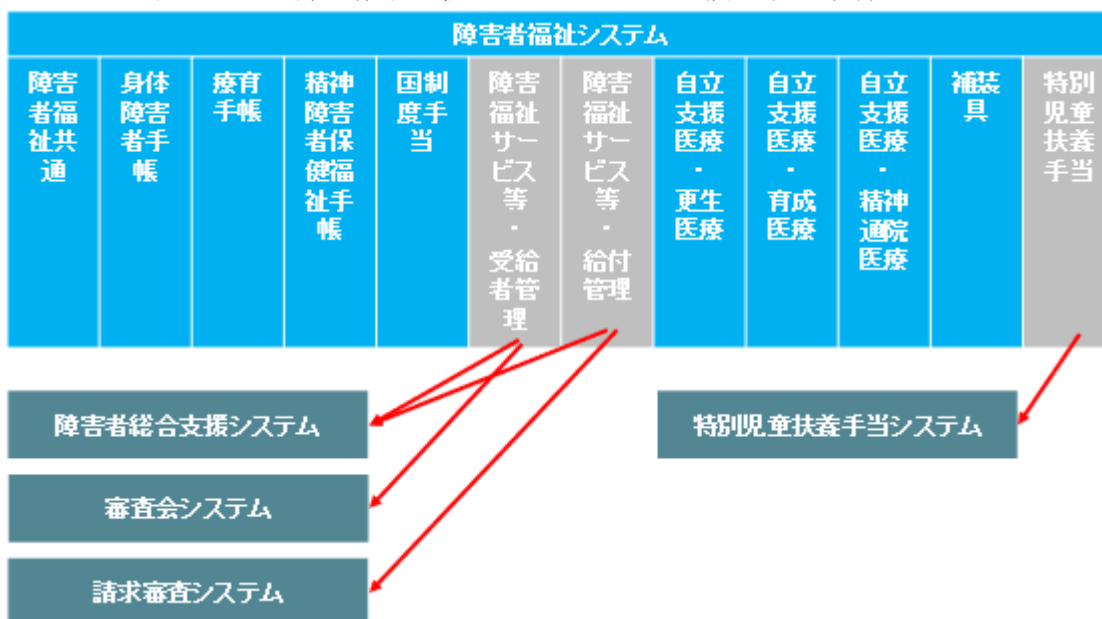 障害者福祉システム
障害
者福
祉共
通
身体
障害
者手
帳
療育
手帳
精神
障害
者保
健福
祉手
帳
国制
度手
当
障害
福祉
サー
ビス
等
・
受給
者管
理
障害
福祉
サー
ビス
等
・
給付
管理
自立
支援
医療
・
更生
医療
自立
支援
医療
・
育成
医療
自立
支援
医療
・
精神
通院
医療
補装
具
特別
児童
扶養
手当
障害者総合支援システム
特別児童扶養手当システム
審査会システム
請求審査システム